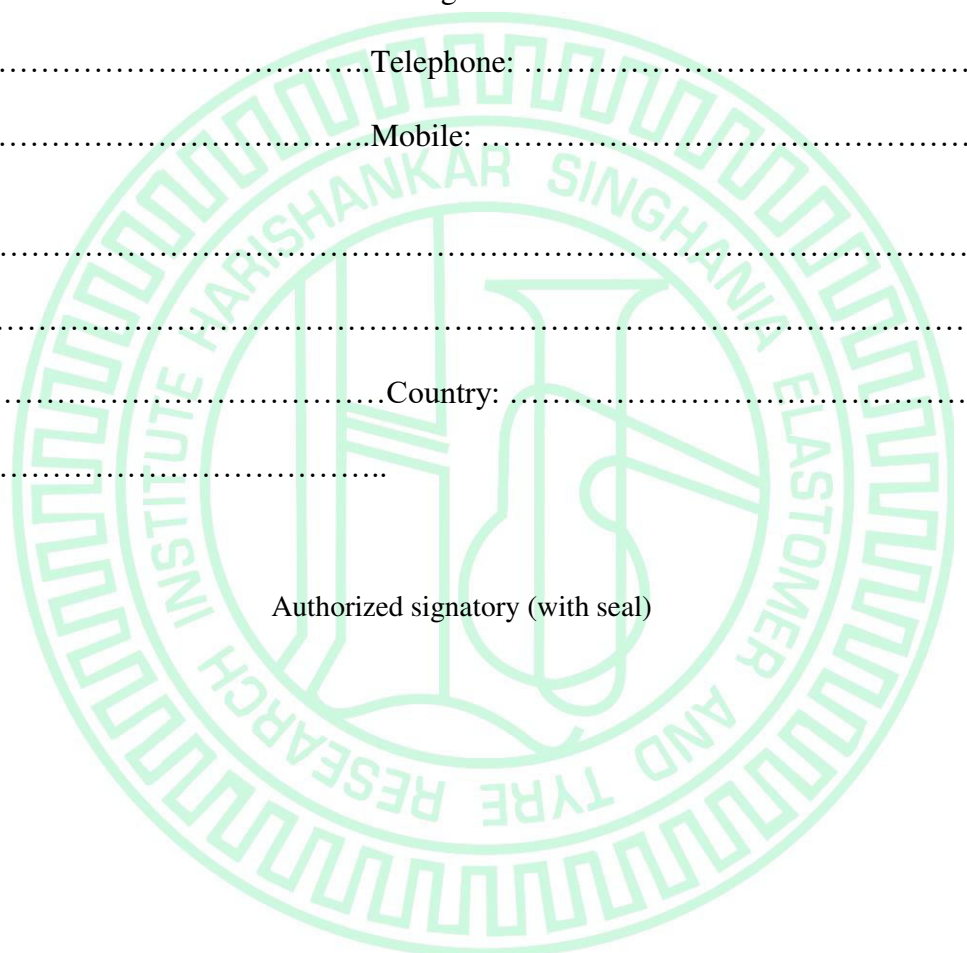 …………………………………..Telephone: ……………………………………………
…………………………………..Mobile: ……………………………………………
………………………………………………………………………………………
………………………………………………………………………………………
…………………………………………Country: …………………………………………
…………………………………………..
Authorized signatory (with seal)
HARISHANKAR SINGHANIA ELASTOMER AND TYRE RESEARCH INSTITUTE